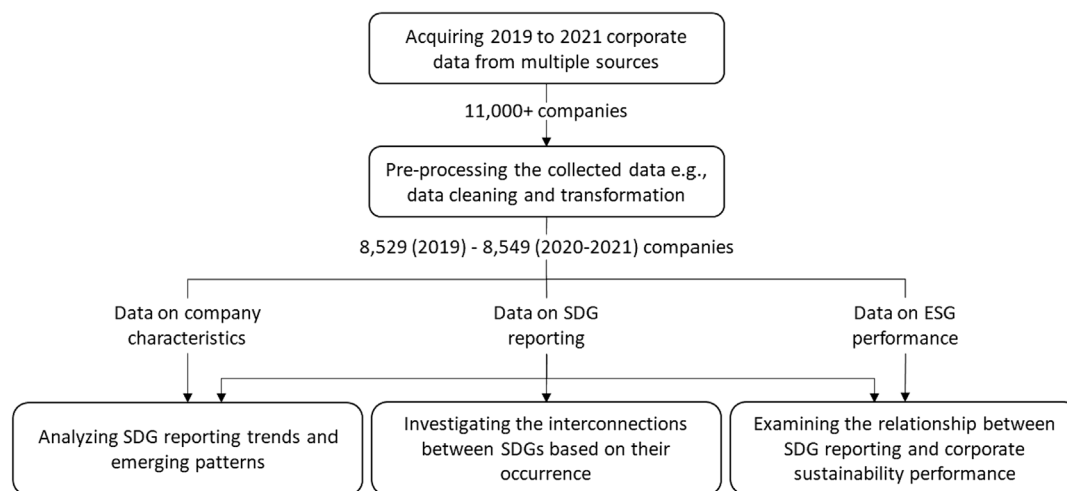 Acquiring 2019 to 2021 corporate
data from multiple sources
11,000+ companies
Pre-processing the collected data e.g.,
data cleaning and transformation
8,529 (2019) - 8,549 (2020-2021) companies
Data on company
characteristics
Data on SDG
reporting
Data on ESG
performance
Analyzing SDG reporting trends and
emerging patterns
Investigating the interconnections
between SDGs based on their
occurrence
Examining the relationship between
SDG reporting and corporate
sustainability performance